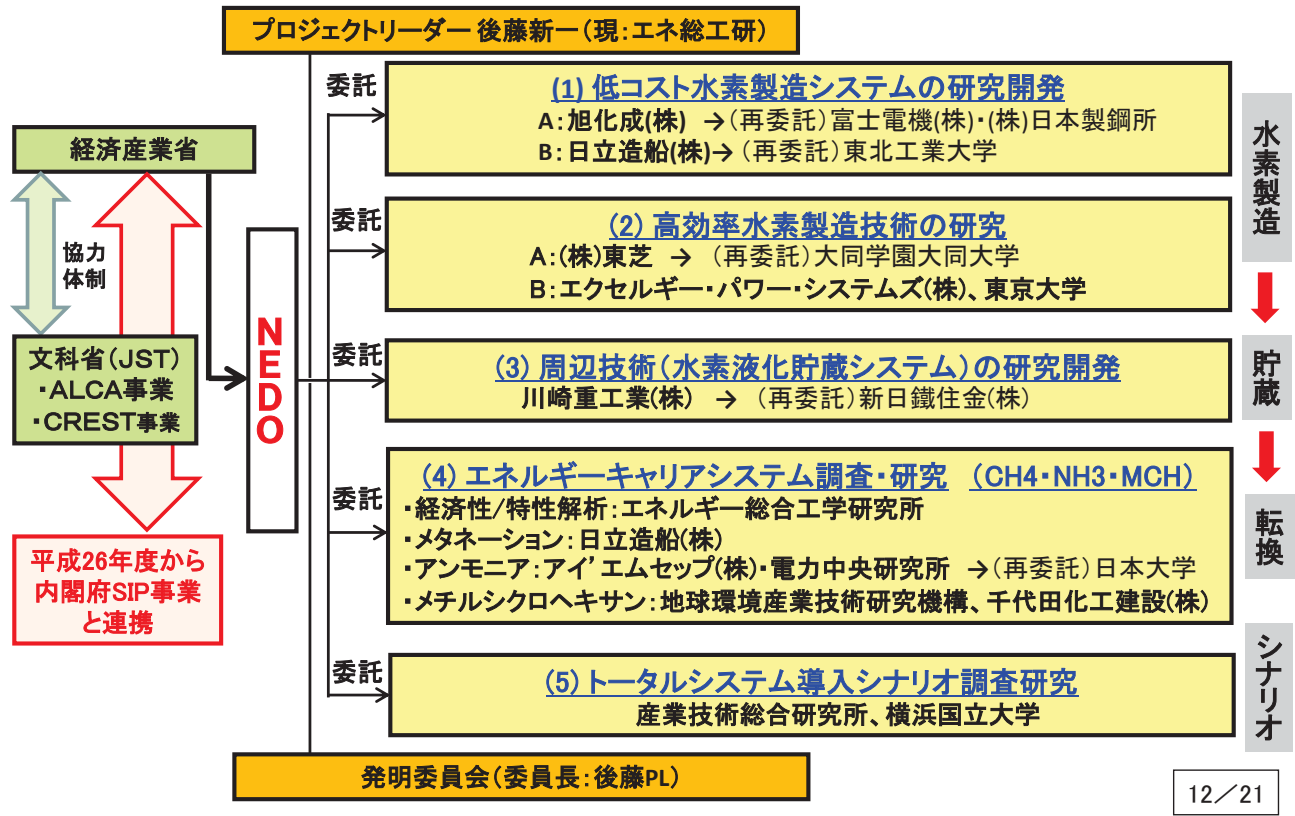 プロジェクトリーダー 後藤新一(現:エネ総工研)
経済産業省
協力
体制
文科省(JST)
・ALCA事業
・CREST事業
平成26年度から
内閣府SIP事業
と連携
NEDO
委託
(1) 低コスト水素製造システムの研究開発
A:旭化成(株) →(再委託)富士電機(株)・(株)日本製鋼所
B:日立造船(株)→(再委託)東北工業大学
委託
(2) 高効率水素製造技術の研究
A:(株)東芝 → (再委託)大同学園大同大学
B:エクセルギー・パワー・システムズ(株)、東京大学
委託
(3) 周辺技術(水素液化貯蔵システム)の研究開発
川崎重工業(株) → (再委託)新日鐵住金(株)
委託
(4) エネルギーキャリアシステム調査・研究 (CH4・NH3・MCH)
・経済性/特性解析:エネルギー総合工学研究所
・メタネーション:日立造船(株)
・アンモニア:アイ’エムセップ(株)・電力中央研究所 →(再委託)日本大学
・メチルシクロヘキサン:地球環境産業技術研究機構、千代田化工建設(株)
委託
(5) トータルシステム導入シナリオ調査研究
産業技術総合研究所、横浜国立大学
水素製造
貯蔵
転換
シナリオ
発明委員会(委員長:後藤PL)
12/21